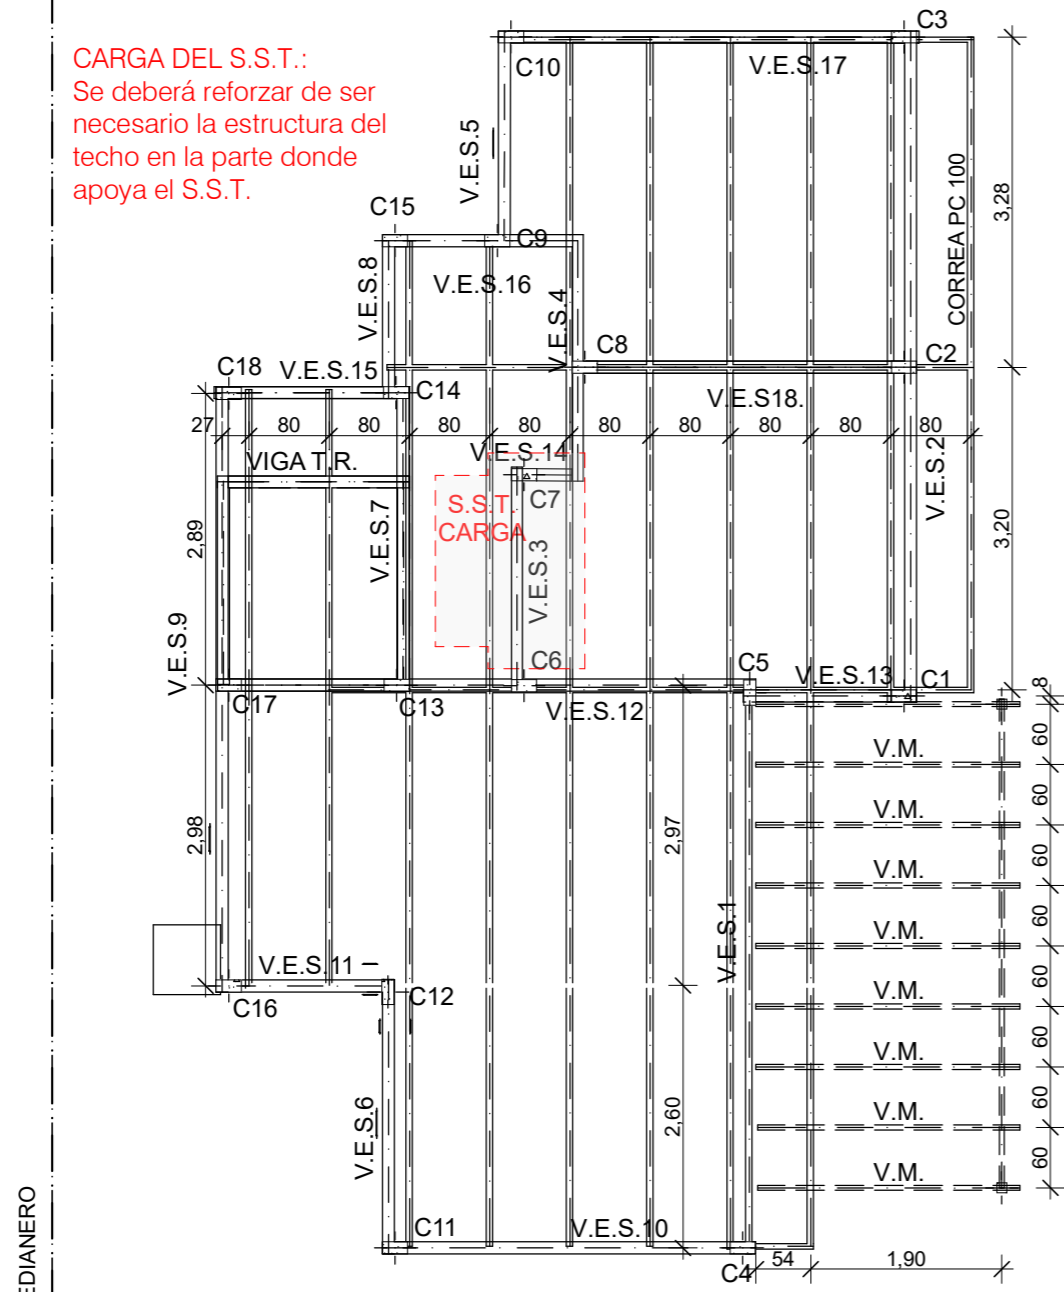 CARGA DEL S.S.T.:
Se deberá reforzar de ser
necesario la estructura del
techo en la parte donde
apoya el S.S.T.
C3
C10
V.E.S.17
V.E.S.5
CORREA PC 100
3,28
C15
C9
V.E.S.8
V.E.S.16
V.E.S.4
C8
C2
C18
V.E.S.15
C14
V.E.S18.
27
80
80
80
80
80
80
80
80
80
V.E.S.14
VIGA T.R.
V.E.S.2
C7
S.S.T.
CARGA
V.E.S.7
V.E.S.3
2,89
3,20
V.E.S.9
C6
C5
V.E.S.13
C1
8
C17
C13
V.E.S.12
60
V.M.
60
V.M.
60
V.M.
60
V.M.
60
V.M.
60
V.M.
60
V.M.
60
V.M.
2,98
2,97
V.E.S.1
V.E.S.11
C16
C12
V.E.S.6
2,60
C11
V.E.S.10
C4
54
1,90
EDIANERO